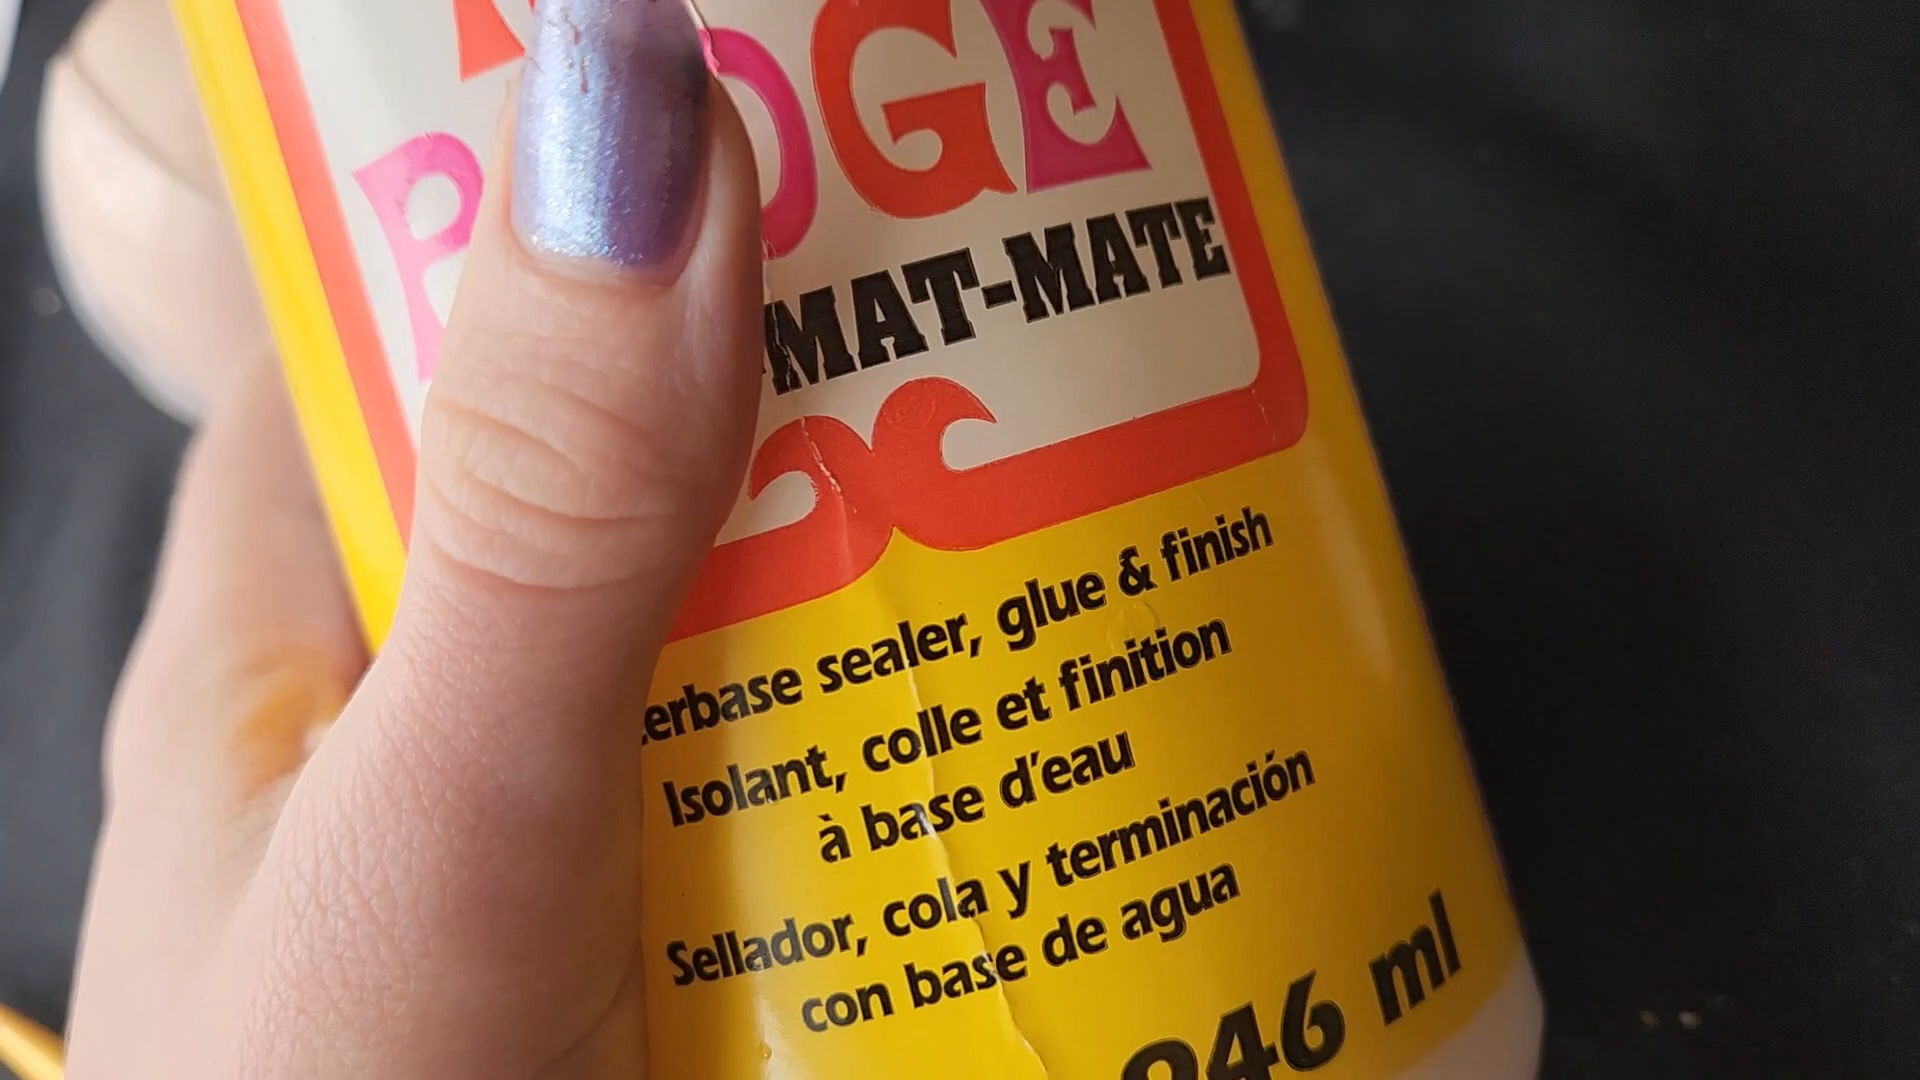 P DGE
MAT-MATE
erbase sealer, glue & finish
Isolant, colle et finition
à base d'eau
Sellador, cola y terminación
con base de agua
946 ml